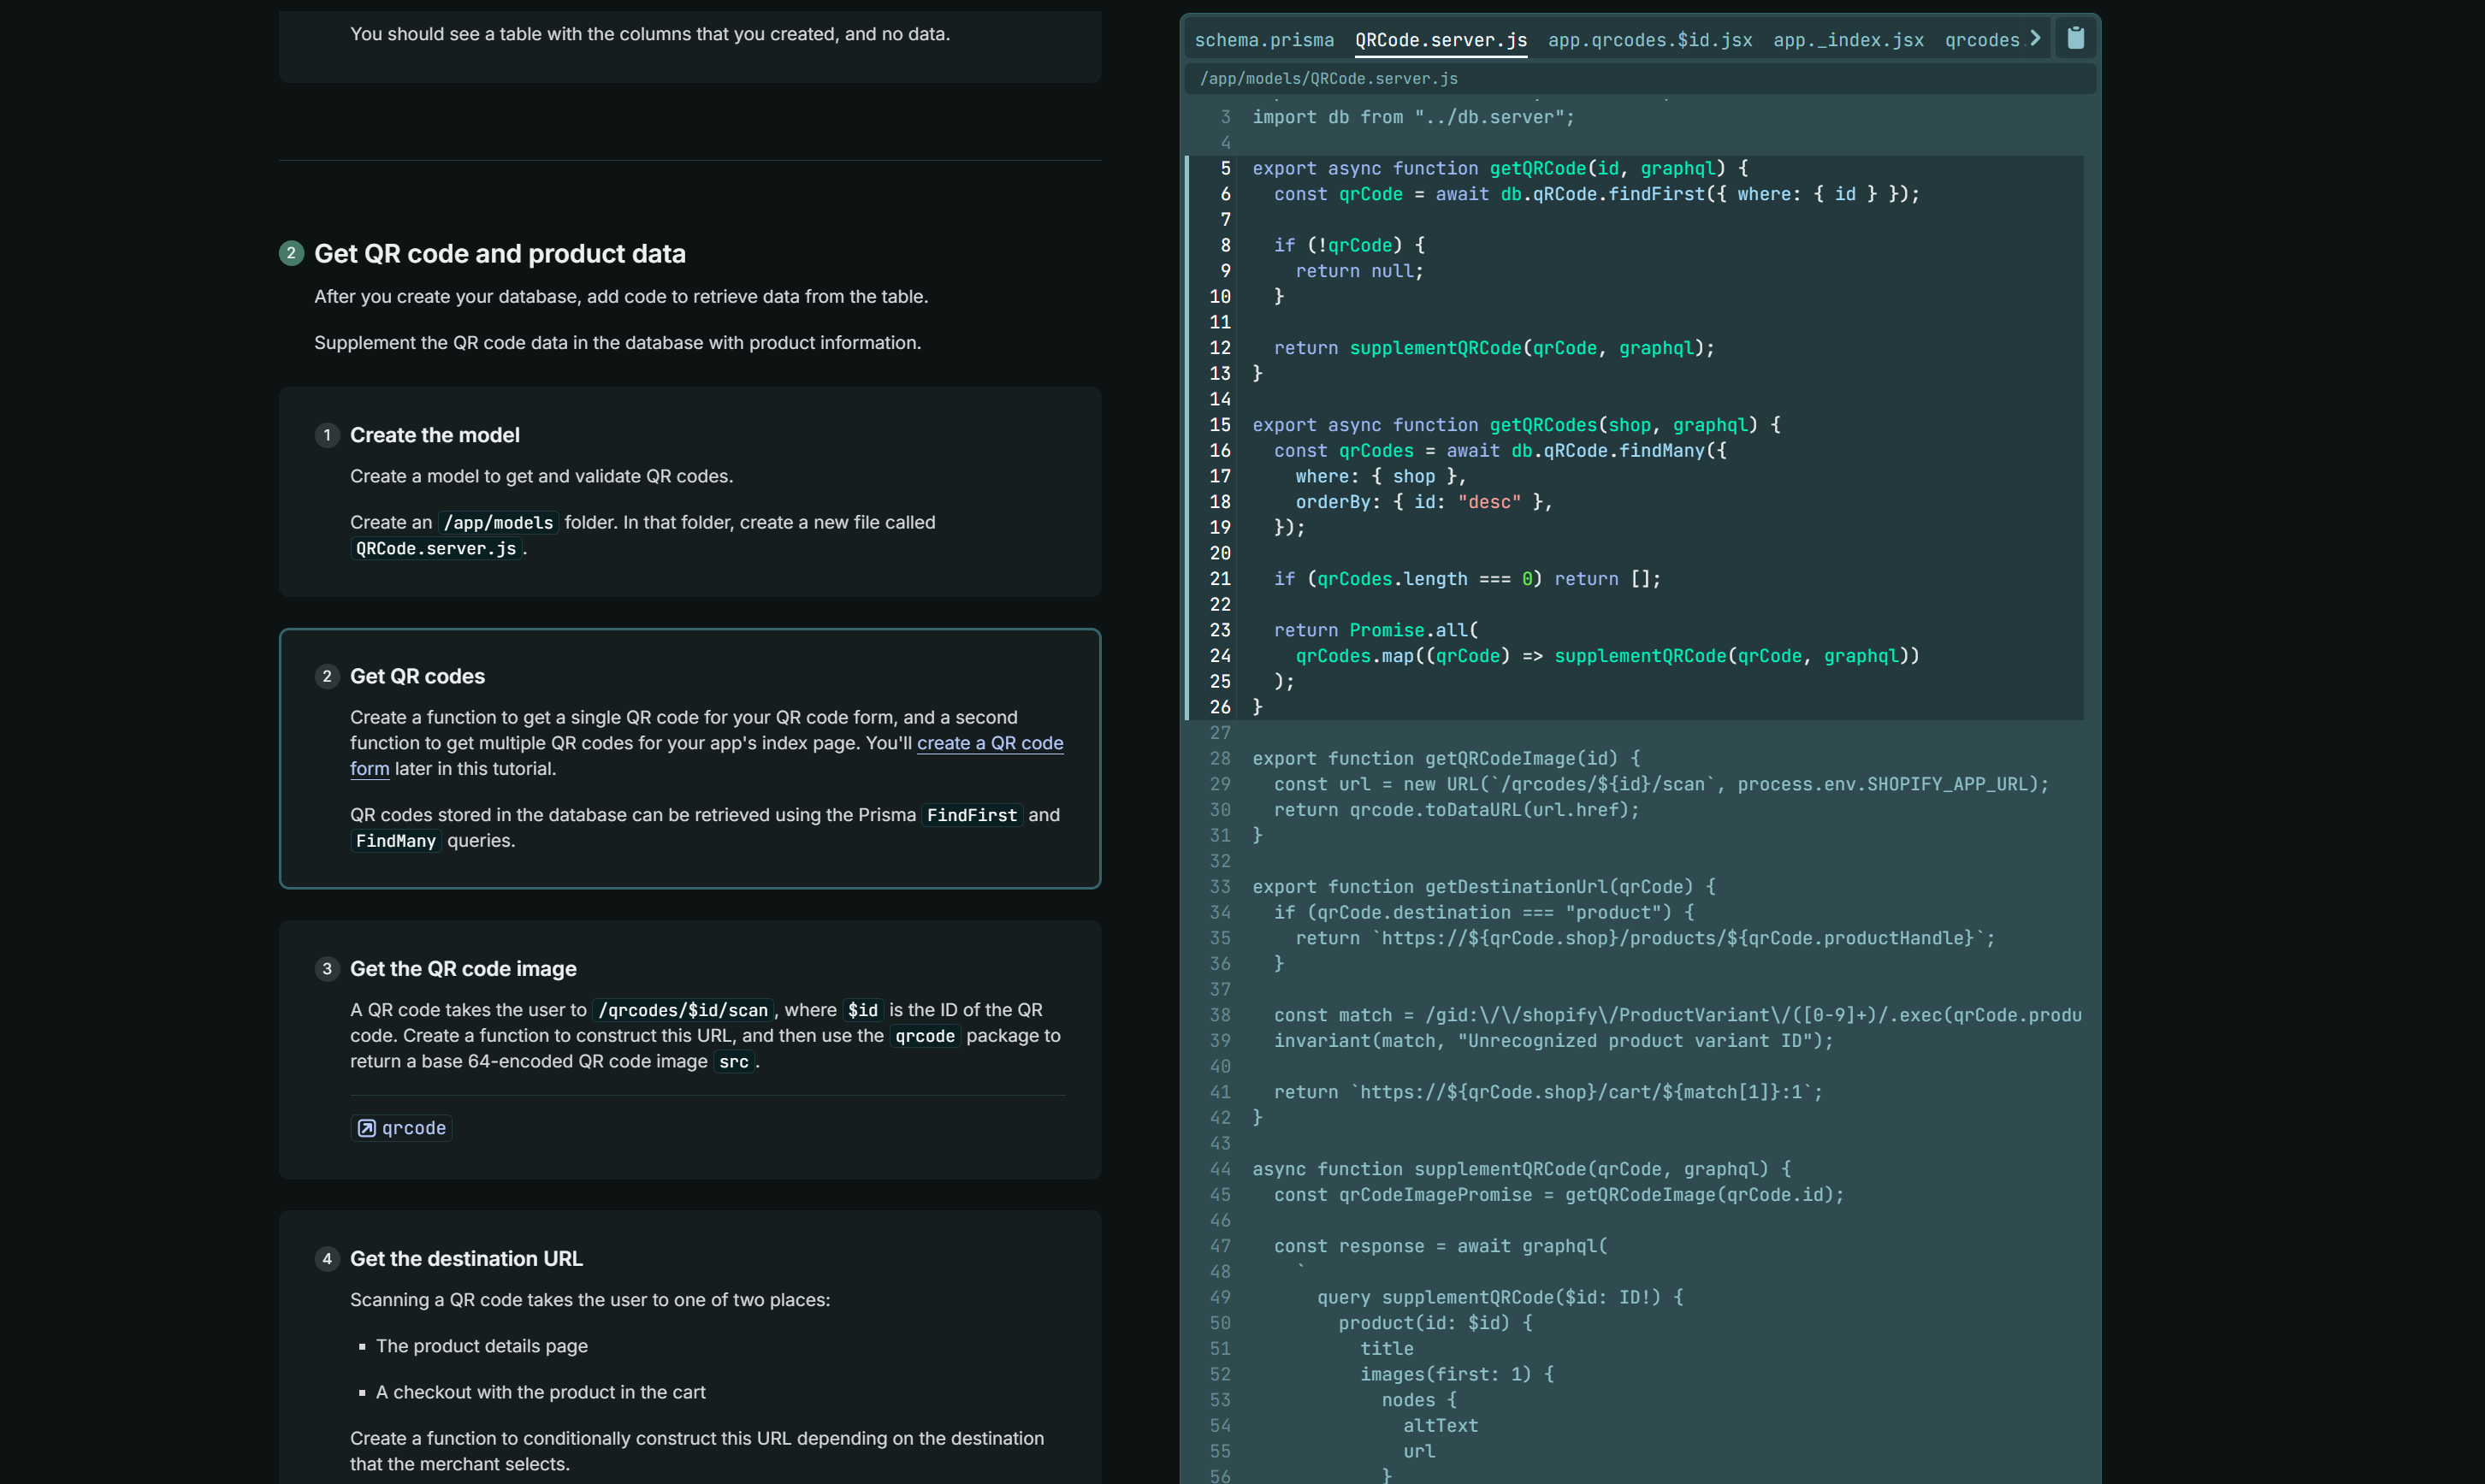 You should see a table with the columns that you created, and no data.
2 Get QR code and product data
After you create your database, add code to retrieve data from the table.
Supplement the QR code data in the database with product information.
1 Create the model
Create a model to get and validate QR codes.
Create an /app/models folder. In that folder, create a new file called
QRCode.server.js.
2 Get QR codes
Create a function to get a single QR code for your QR code form, and a second
function to get multiple QR codes for your app's index page. You'll create a QR code
form later in this tutorial.
QR codes stored in the database can be retrieved using the Prisma FindFirst and
FindMany queries.
3 Get the QR code image
A QR code takes the user to /qrcodes/$id/scan, where $id is the ID of the QR
code. Create a function to construct this URL, and then use the qrcode package to
return a base 64-encoded QR code image src.
qrcode
4 Get the destination URL
Scanning a QR code takes the user to one of two places:
▪ The product details page
▪ A checkout with the product in the cart
Create a function to conditionally construct this URL depending on the destination
that the merchant selects.
schema.prisma QRCode.server.js app.qrcodes.$id.jsx app._index.jsx qrcodes.
/app/models/QRCode.server.js
3 import db from "../db.server";
4
5 export async function getQRCode(id, graphql) {
6   const qrCode = await db.qRCode.findFirst({ where: { id } });
7
8   if (!qrCode) {
9     return null;
10   }
11
12   return supplementQRCode(qrCode, graphql);
13 }
14
15 export async function getQRCodes(shop, graphql) {
16   const qrCodes = await db.qRCode.findMany({
17     where: { shop },
18     orderBy: { id: "desc" },
19   });
20
21   if (qrCodes.length === 0) return [];
22
23   return Promise.all(
24     qrCodes.map((qrCode) => supplementQRCode(qrCode, graphql))
25   );
26 }
27
28 export function getQRCodeImage(id) {
29   const url = new URL(`/qrcodes/${id}/scan`, process.env.SHOPIFY_APP_URL);
30   return qrcode.toDataURL(url.href);
31 }
32
33 export function getDestinationUrl(qrCode) {
34   if (qrCode.destination === "product") {
35     return `https://${qrCode.shop}/products/${qrCode.productHandle}`;
36   }
37
38   const match = /gid:\/\/shopify\/ProductVariant\/([0-9]+)/.exec(qrCode.produ
39   invariant(match, "Unrecognized product variant ID");
40
41   return `https://${qrCode.shop}/cart/${match[1]}:1`;
42 }
43
44 async function supplementQRCode(qrCode, graphql) {
45   const qrCodeImagePromise = getQRCodeImage(qrCode.id);
46
47   const response = await graphql(
48     `
49       query supplementQRCode($id: ID!) {
50         product(id: $id) {
51           title
52           images(first: 1) {
53             nodes {
54               altText
55               url
56             }